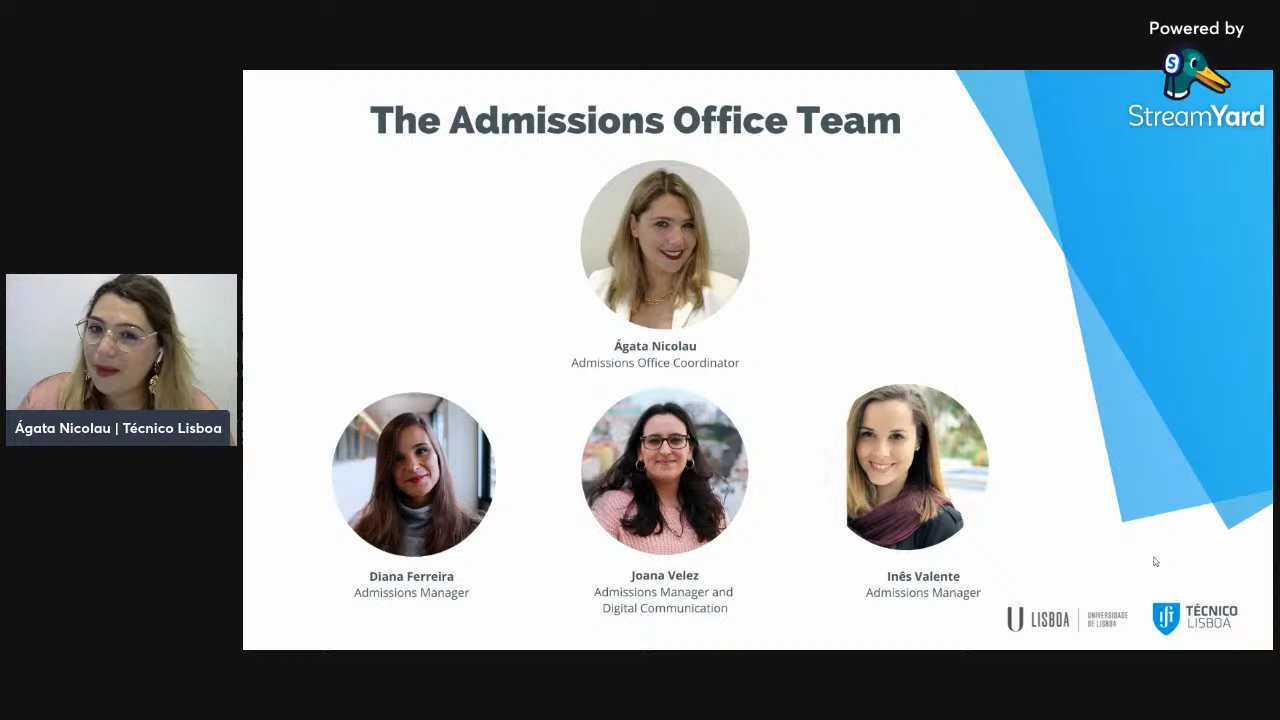 Powered by
StreamYard
The Admissions Office Team
Ágata Nicolau
Admissions Office Coordinator
Ágata Nicolau | Técnico Lisboa
Diana Ferreira
Admissions Manager
Joana Velez
Admissions Manager and
Digital Communication
Inês Valente
Admissions Manager
U LISBOA
UNIVERSIDADE
DE LISBOA
TÉCNICO
LISBOA